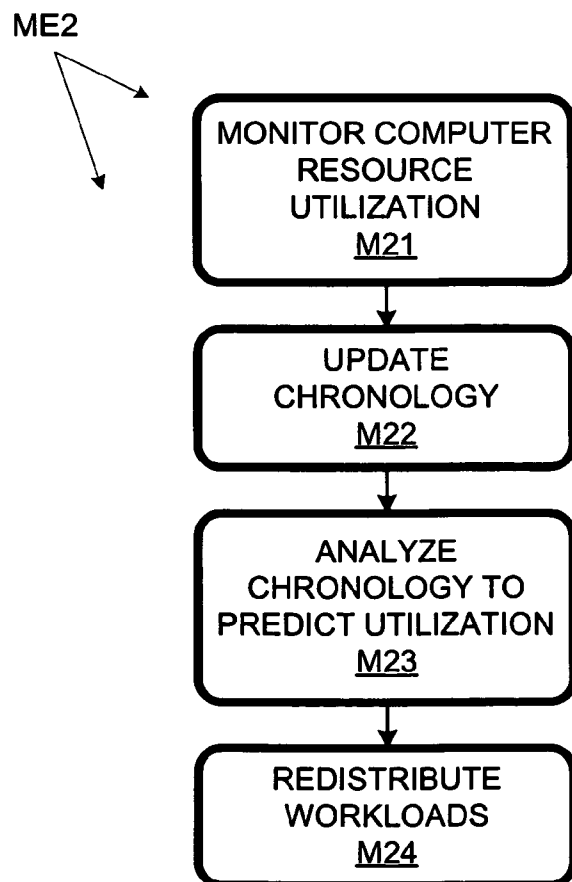 ME2
MONITOR COMPUTER
RESOURCE
UTILIZATION
M21
UPDATE
CHRONOLOGY
M22
ANALYZE
CHRONOLOGY TO
PREDICT UTILIZATION
M23
REDISTRIBUTE
WORKLOADS
M24